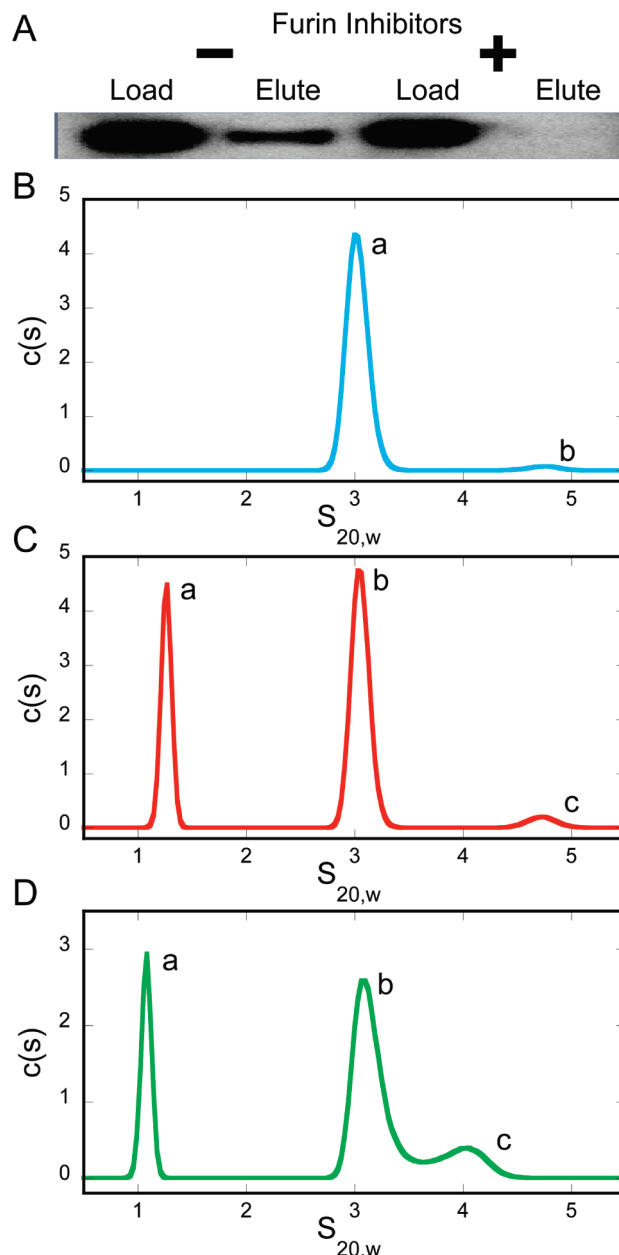 A
Furin Inhibitors
− +
Load Elute Load Elute
B
5
4
3
2
1
0
c(s)
a
b
1 2 3 4 5
S20,w
C
5
4
3
2
1
0
c(s)
a
b
c
1 2 3 4 5
S20,w
D
3
2
1
0
c(s)
a
b
c
1 2 3 4 5
S20,w